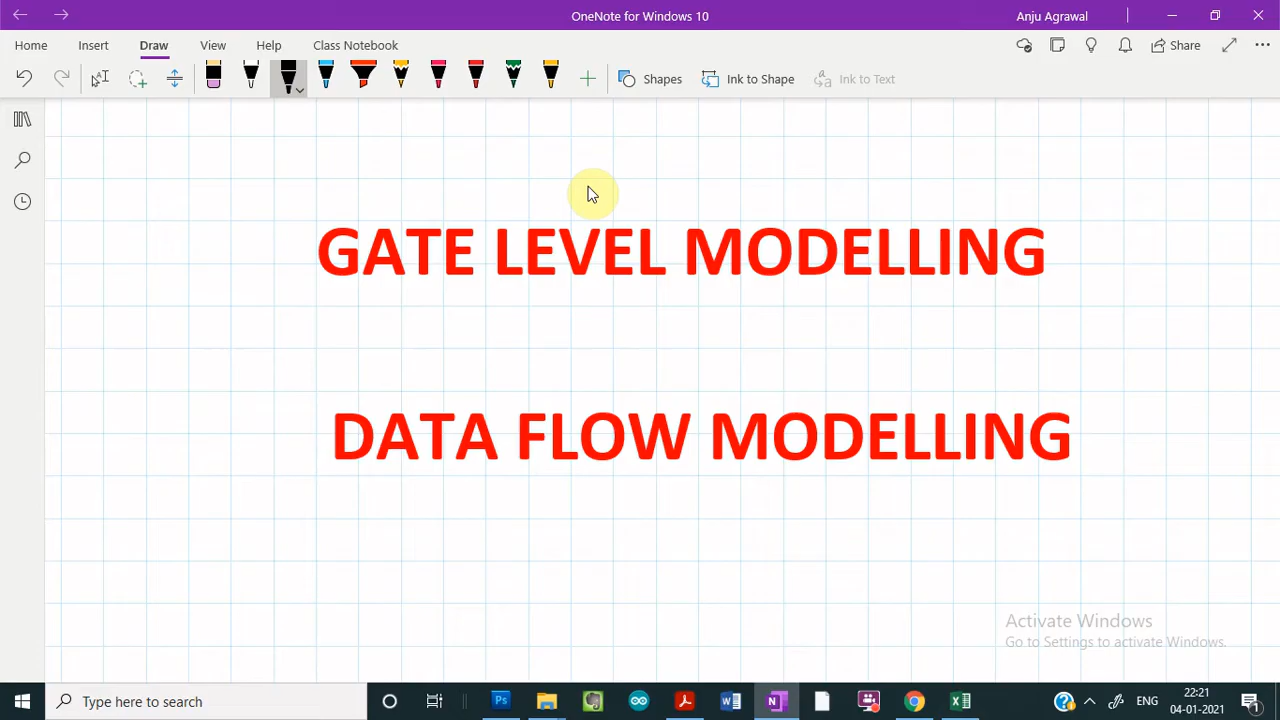 OneNote for Windows 10
Anju Agrawal
Home Insert Draw View Help Class Notebook
Share
Shapes Ink to Shape Ink to Text
GATE LEVEL MODELLING
DATA FLOW MODELLING
Activate Windows
Go to Settings to activate Windows.
Type here to search
ENG
22:21
04-01-2021